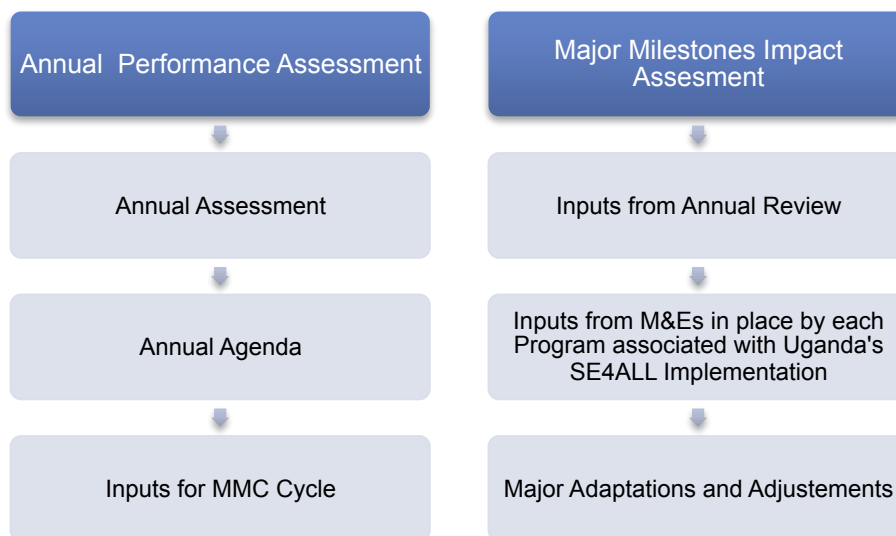 Annual Performance Assessment
Annual Assessment
Annual Agenda
Inputs for MMC Cycle
Major Milestones Impact
Assesment
Inputs from Annual Review
Inputs from M&Es in place by each
Program associated with Uganda's
SE4ALL Implementation
Major Adaptations and Adjustements